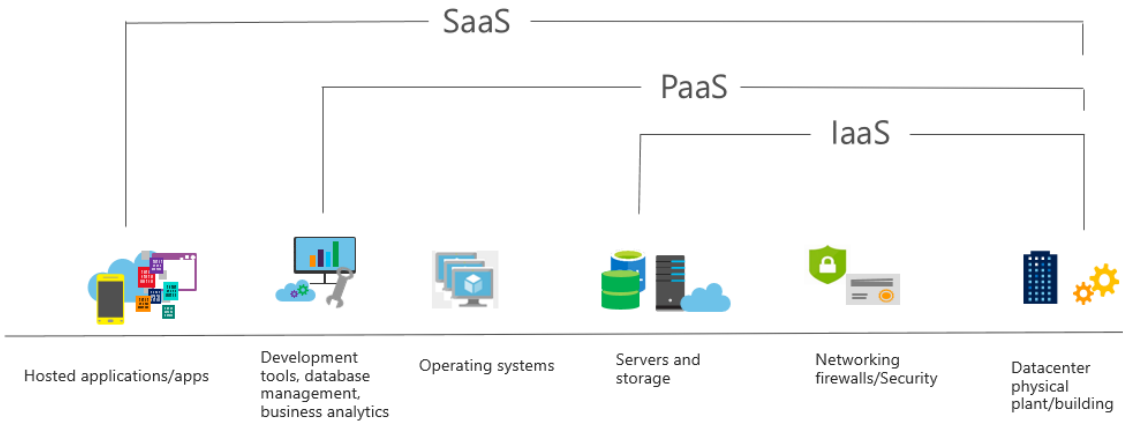 SaaS
PaaS
IaaS
Hosted applications/apps
Development
tools, database
management,
business analytics
Operating systems
Servers and
storage
Networking
firewalls/Security
Datacenter
physical
plant/building